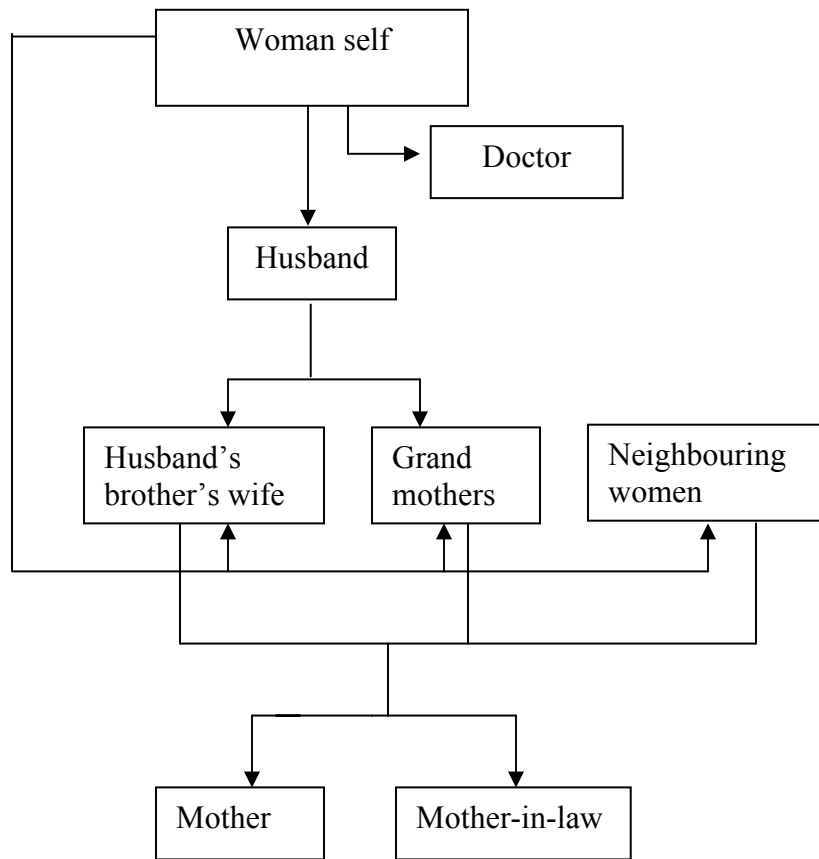 Woman self
Doctor
Husband
Husband's
brother's wife
Grand
mothers
Neighbouring
women
Mother
Mother-in-law